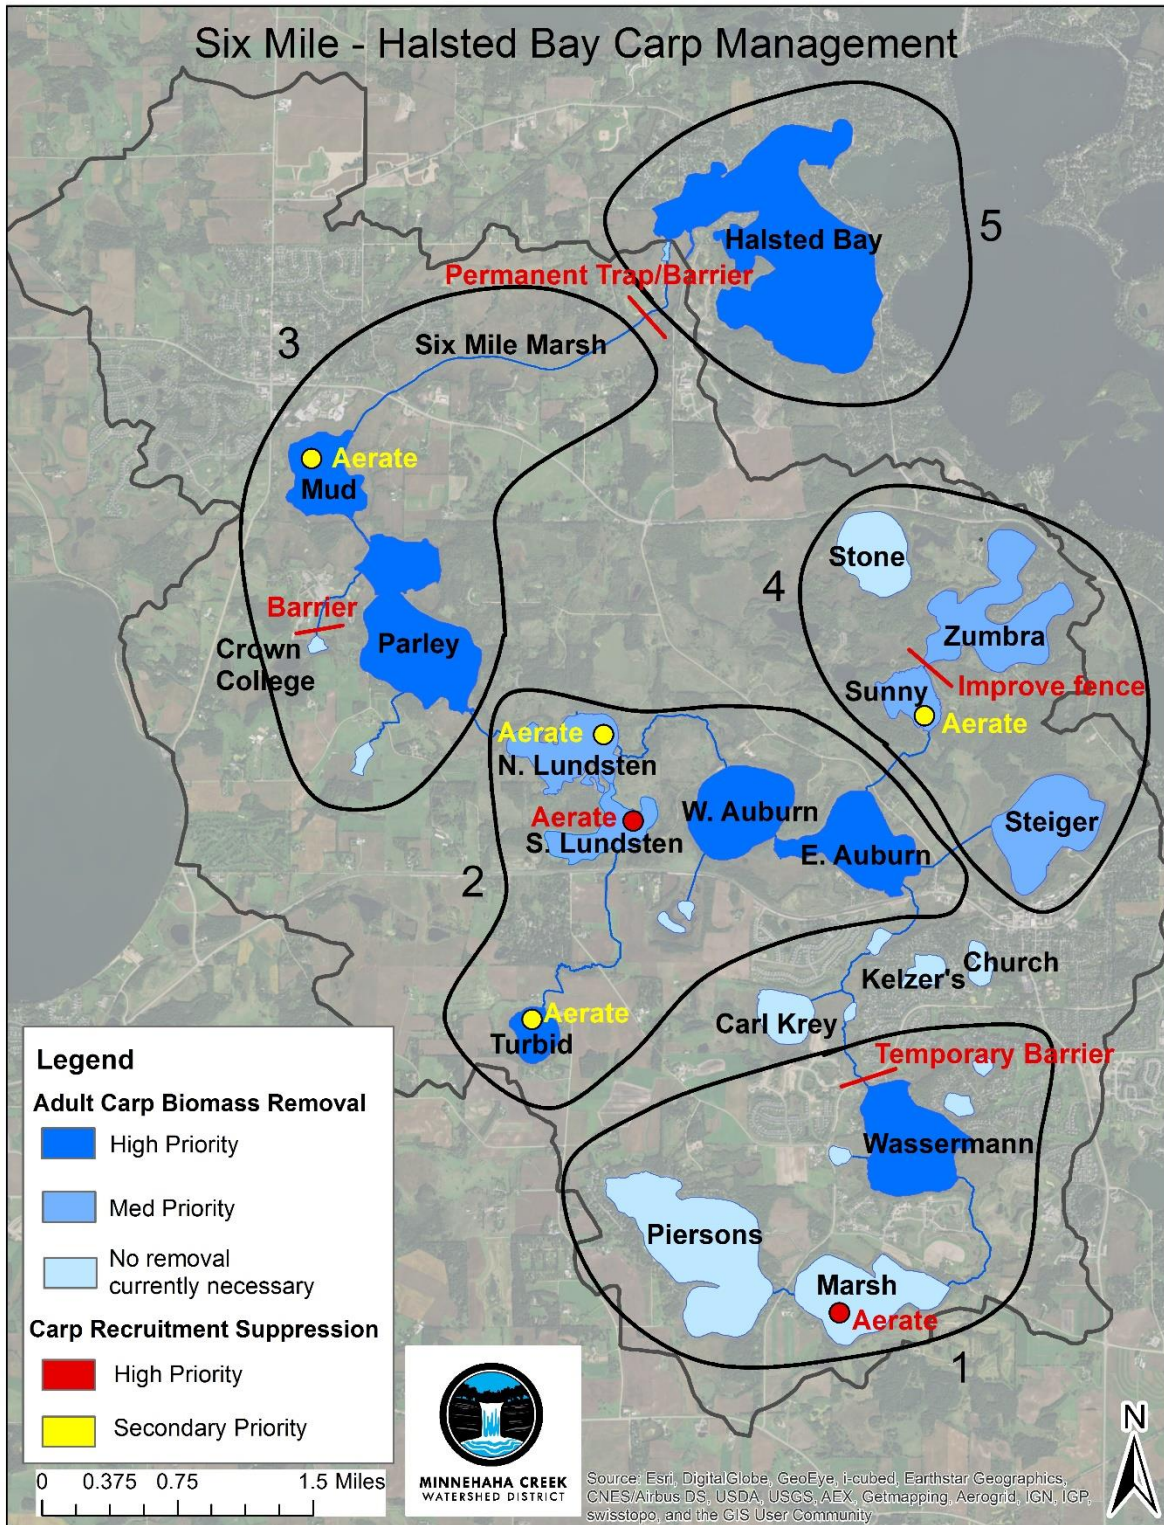 Six Mile - Halsted Bay Carp Management
5
Halsted Bay
Permanent Trap/Barrier
3
Six Mile Marsh
Aerate
Mud
Stone
4
Barrier
Zumbra
Crown
College
Parley
Sunny
Improve fence
Aerate
Aerate
N. Lundsten
W. Auburn
Aerate
S. Lundsten
Steiger
E. Auburn
2
Church
Kelzer's
Carl Krey
Aerate
Turbid
Temporary Barrier
Wassermann
Piersons
Marsh
Aerate
1
Legend
Adult Carp Biomass Removal
High Priority
Med Priority
No removal
currently necessary
Carp Recruitment Suppression
High Priority
Secondary Priority
0 0.375 0.75 1.5 Miles
MINNEHAHA CREEK
WATERSHED DISTRICT
N
Source: Esri, DigitalGlobe, GeoEye, i-cubed, Earthstar Geographics,
CNES/Airbus DS, USDA, USGS, AEX, Getmapping, Aerogrid, IGN, IGP,
swisstopo, and the GIS User Community